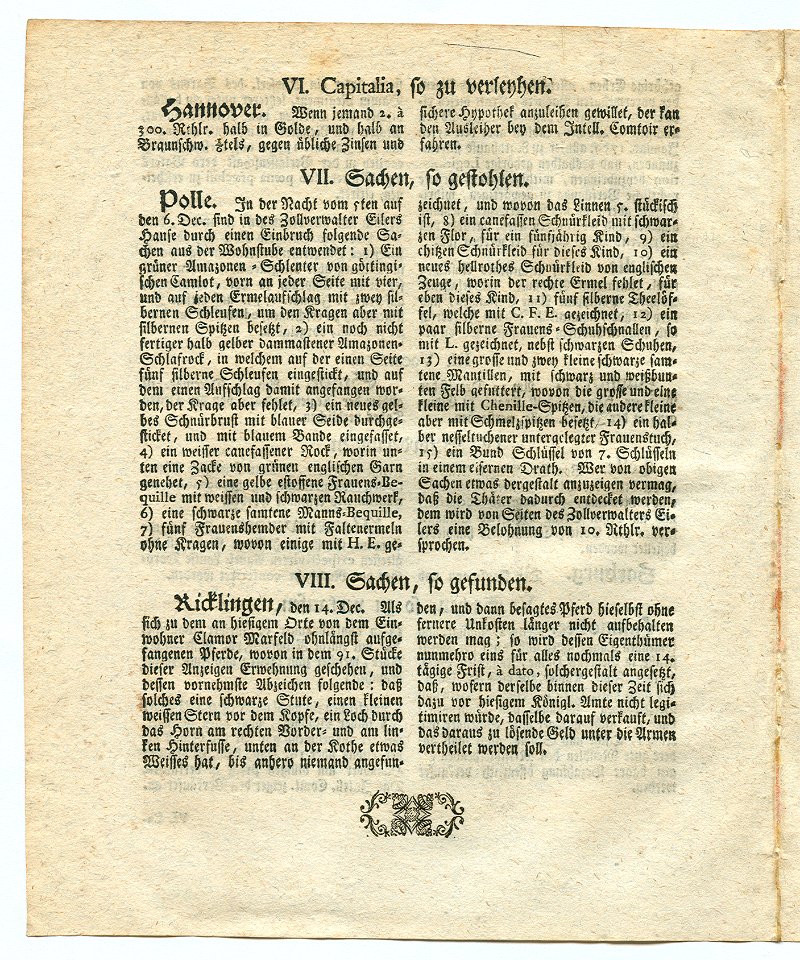 VI. Capitalia, so zu verleyhen.
Hannover. Wenn jemand 2. à
300. Rthlr. halb in Golde, und halb an
Braunschw. ⅔tels, gegen übliche Zinsen und
sichere Hypothek anzuleihen gewillet, der kan
den Ausleiher bey dem Intell. Comtoir er-
fahren.
VII. Sachen, so gestohlen.
Polle. In der Nacht vom 5ten auf
den 6. Dec. sind in des Zollverwalter Eilers
Hause durch einen Einbruch folgende Sa-
chen aus der Wohnstube entwendet: 1) Ein
grüner Amazonen-Schlenter von göttingi-
schen Camlot, vorn an jeder Seite mit vier,
und auf jeden Ermelaufschlag mit zwey sil-
bernen Schleufen, um den Kragen aber mit
silbernen Spitzen besetzt, 2) ein noch nicht
fertiger halb gelber dammastener Amazonen-
Schlafrock, in welchem auf der einen Seite
fünf silberne Schleufen eingestickt, und auf
dem einen Aufschlag damit angefangen wor-
den, der Krage aber fehlet, 3) ein neues gel-
bes Schnürbrust mit blauer Seide durchge-
sticket, und mit blauem Bande eingefasset,
4) ein weisser canefassener Rock, worin un-
ten eine Zacke von grünen englischen Garn
genehet, 5) eine gelbe estoffene Frauens-Be-
quille mit weissen und schwarzen Rauchwerk,
6) eine schwarze samtene Manns-Bequille,
7) fünf Frauenshemder mit Faltenermeln
ohne Kragen, wovon einige mit H. E. ge-
zeichnet, und wovon das Linnen 5. stückisch
ist, 8) ein canefassen Schnürkleid mit schwar-
zen Flor, für ein fünfjährig Kind, 9) ein
chitzen Schnürkleid für dieses Kind, 10) ein
neues hellrothes Schnürkleid von englischen
Zeuge, worin der rechte Ermel fehlet, für
eben dieses Kind, 11) fünf silberne Theelöf-
fel, welche mit C. F. E. gezeichnet, 12) ein
paar silberne Frauens-Schuhschnallen, so
mit L. gezeichnet, nebst schwarzen Schuhen,
13) eine grosse und zwey kleine schwarze sam-
tene Mantillen, mit schwarz und weißbun-
ten Felb gefuttert, wovon die grosse und eine
kleine mit Chenille-Spitzen, die andere kleine
aber mit Schmelzspitzen besetzt, 14) ein hal-
ber nesseltuchener untergelegter Frauenstuch,
15) ein Bund Schlüssel von 7. Schlüsseln
in einem eisernen Drath. Wer von obigen
Sachen etwas dergestalt anzuzeigen vermag,
daß die Thäter dadurch entdecket werden,
dem wird von Seiten des Zollverwalters Ei-
lers eine Belohnung von 10. Rthlr. ver-
sprochen.
VIII. Sachen, so gefunden.
Ricklingen, den 14. Dec. Als
sich zu dem an hiesigem Orte von dem Ein-
wohner Clamor Marfeld ohnlängst aufge-
fangenen Pferde, wovon in dem 91. Stücke
dieser Anzeigen Erwehnung geschehen, und
dessen vornehmste Abzeichen folgende: daß
solches eine schwarze Stute, einen kleinen
weissen Stern vor dem Kopfe, ein Loch durch
das Horn am rechten Vorder- und am lin-
ken Hinterfusse, unten an der Kothe etwas
Weisses hat, bis anhero niemand angefun-
den, und dann besagtes Pferd hieselbst ohne
fernere Unkosten länger nicht aufbehalten
werden mag; so wird dessen Eigenthümer
nunmehro eins für alles nochmals eine 14.
tägige Frist, à dato, solchergestalt angesetzt,
daß, wofern derselbe binnen dieser Zeit sich
dazu vor hiesigem Königl. Amte nicht legi-
timiren würde, dasselbe darauf verkauft, und
das daraus zu lösende Geld unter die Armen
vertheilet werden soll.